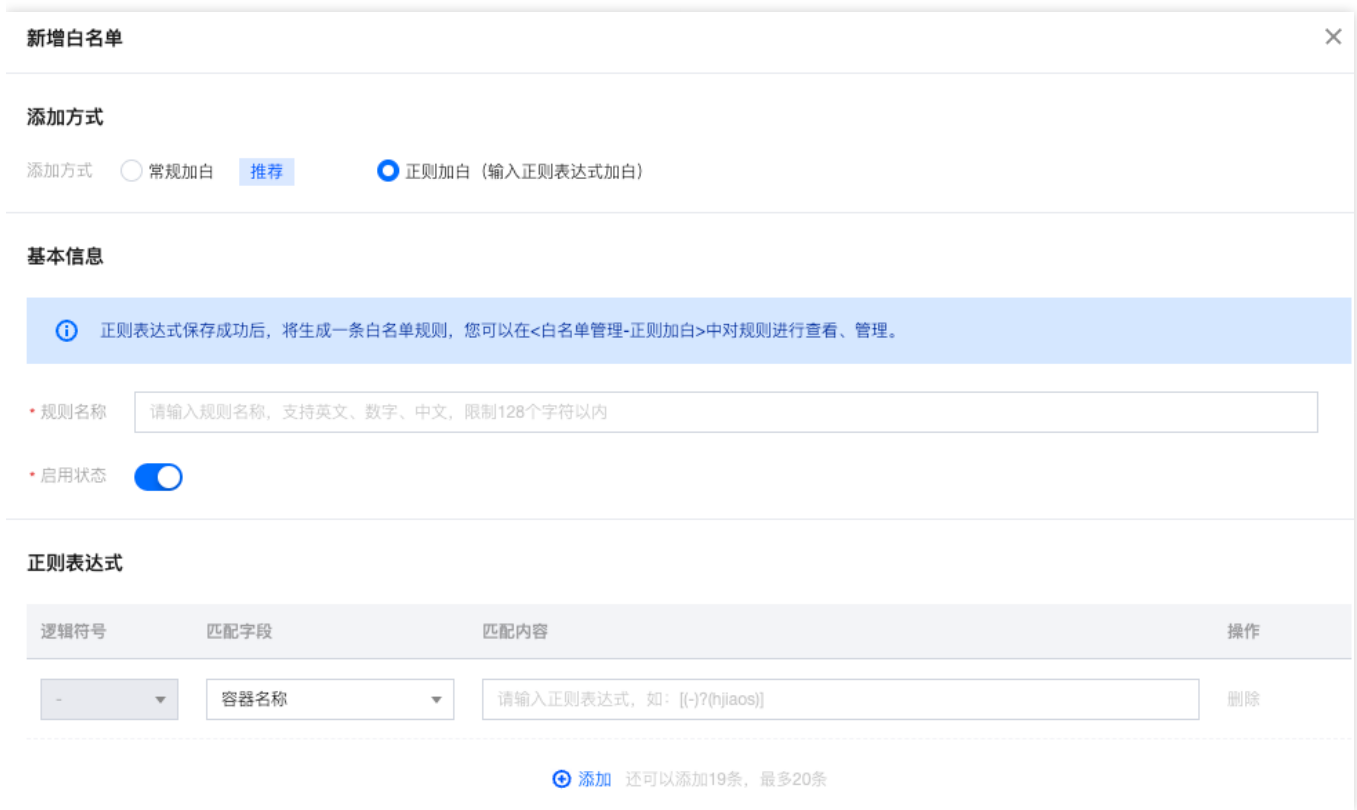 新增白名单
添加方式
添加方式 常规加白 推荐 正则加白（输入正则表达式加白）
基本信息
正则表达式保存成功后，将生成一条白名单规则，您可以在<白名单管理-正则加白>中对规则进行查看、管理。
* 规则名称 请输入规则名称，支持英文、数字、中文，限制128个字符以内
* 启用状态
正则表达式
逻辑符号 匹配字段 匹配内容 操作
- 容器名称 请输入正则表达式，如：[(-)?(hjiaos)] 删除
添加 还可以添加19条，最多20条